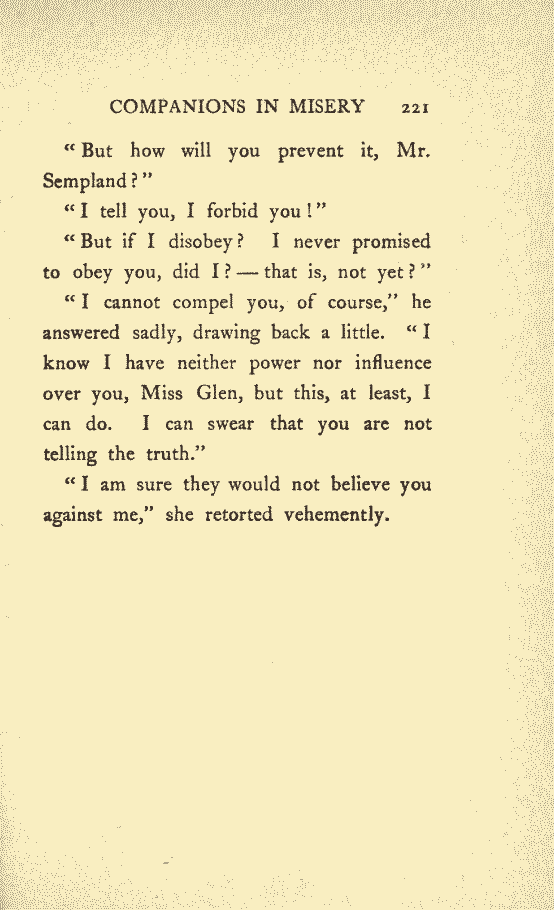 COMPANIONS IN MISERY 221
“ But how will you prevent it, Mr.
Sempland ? ”
“ I tell you, I forbid you ! ”
“ But if I disobey ? I never promised
to obey you, did I ? — that is, not yet ? ”
“ I cannot compel you, of course,” he
answered sadly, drawing back a little. “ I
know I have neither power nor influence
over you, Miss Glen, but this, at least, I
can do. I can swear that you are not
telling the truth.”
“ I am sure they would not believe you
against me,” she retorted vehemently.